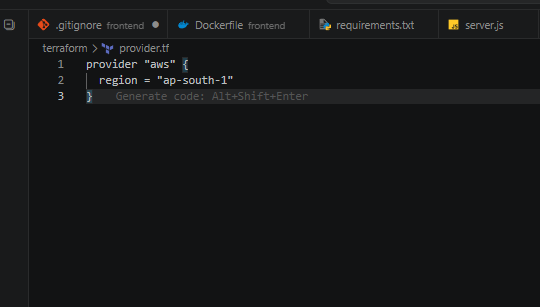 .gitignore frontend Dockerfile frontend requirements.txt server.js
terraform > provider.tf
1 provider "aws" {
2 region = "ap-south-1"
3 } Generate code: Alt+Shift+Enter